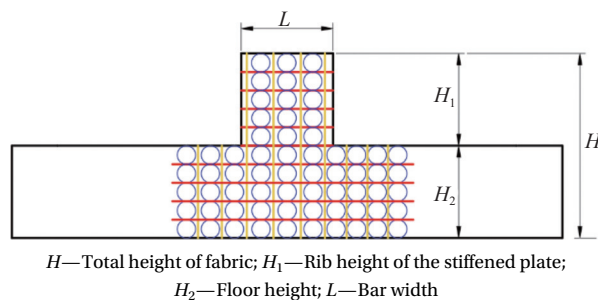 L
H₁
H
H₂
H—Total height of fabric; H₁—Rib height of the stiffened plate;
H₂—Floor height; L—Bar width